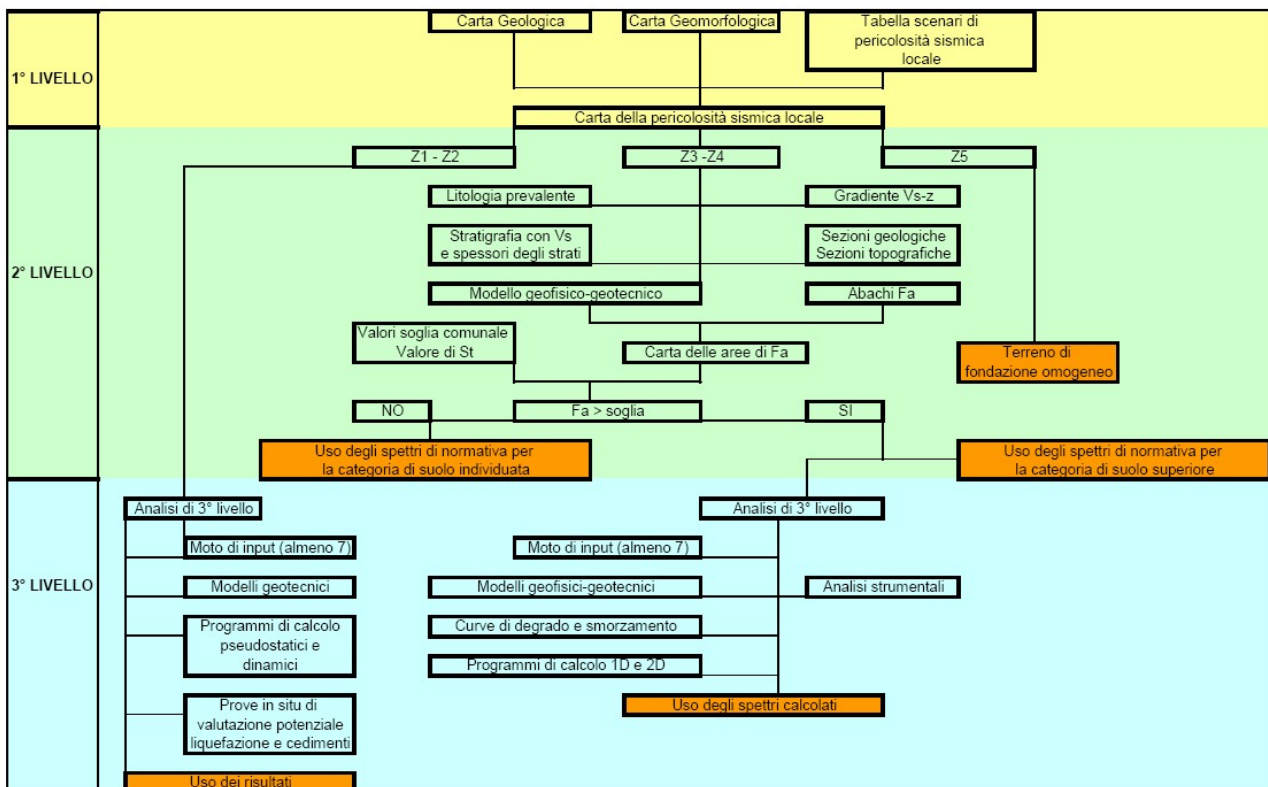 Carta Geologica
Carta Geomorfologica
Tabella scenari di
pericolosità sismica
locale
1° LIVELLO
Carta della pericolosità sismica locale
Z1 - Z2
Z3 -Z4
Z5
Litologia prevalente
Gradiente Vs-z
Stratigrafia con Vs
e spessori degli strati
Sezioni geologiche
Sezioni topografiche
2° LIVELLO
Modello geofisico-geotecnico
Abachi Fa
Valori soglia comunale
Valore di St
Carta delle aree di Fa
Terreno di
fondazione omogeneo
NO
Fa > soglia
SI
Uso degli spettri di normativa per
la categoria di suolo individuata
Uso degli spettri di normativa per
la categoria di suolo superiore
Analisi di 3° livello
Analisi di 3° livello
Moto di input (almeno 7)
Moto di input (almeno 7)
3° LIVELLO
Modelli geotecnici
Modelli geofisici-geotecnici
Analisi strumentali
Programmi di calcolo
pseudostatici e
dinamici
Curve di degrado e smorzamento
Programmi di calcolo 1D e 2D
Prove in situ di
valutazione potenziale
liquefazione e cedimenti
Uso degli spettri calcolati
Uso dei risultati